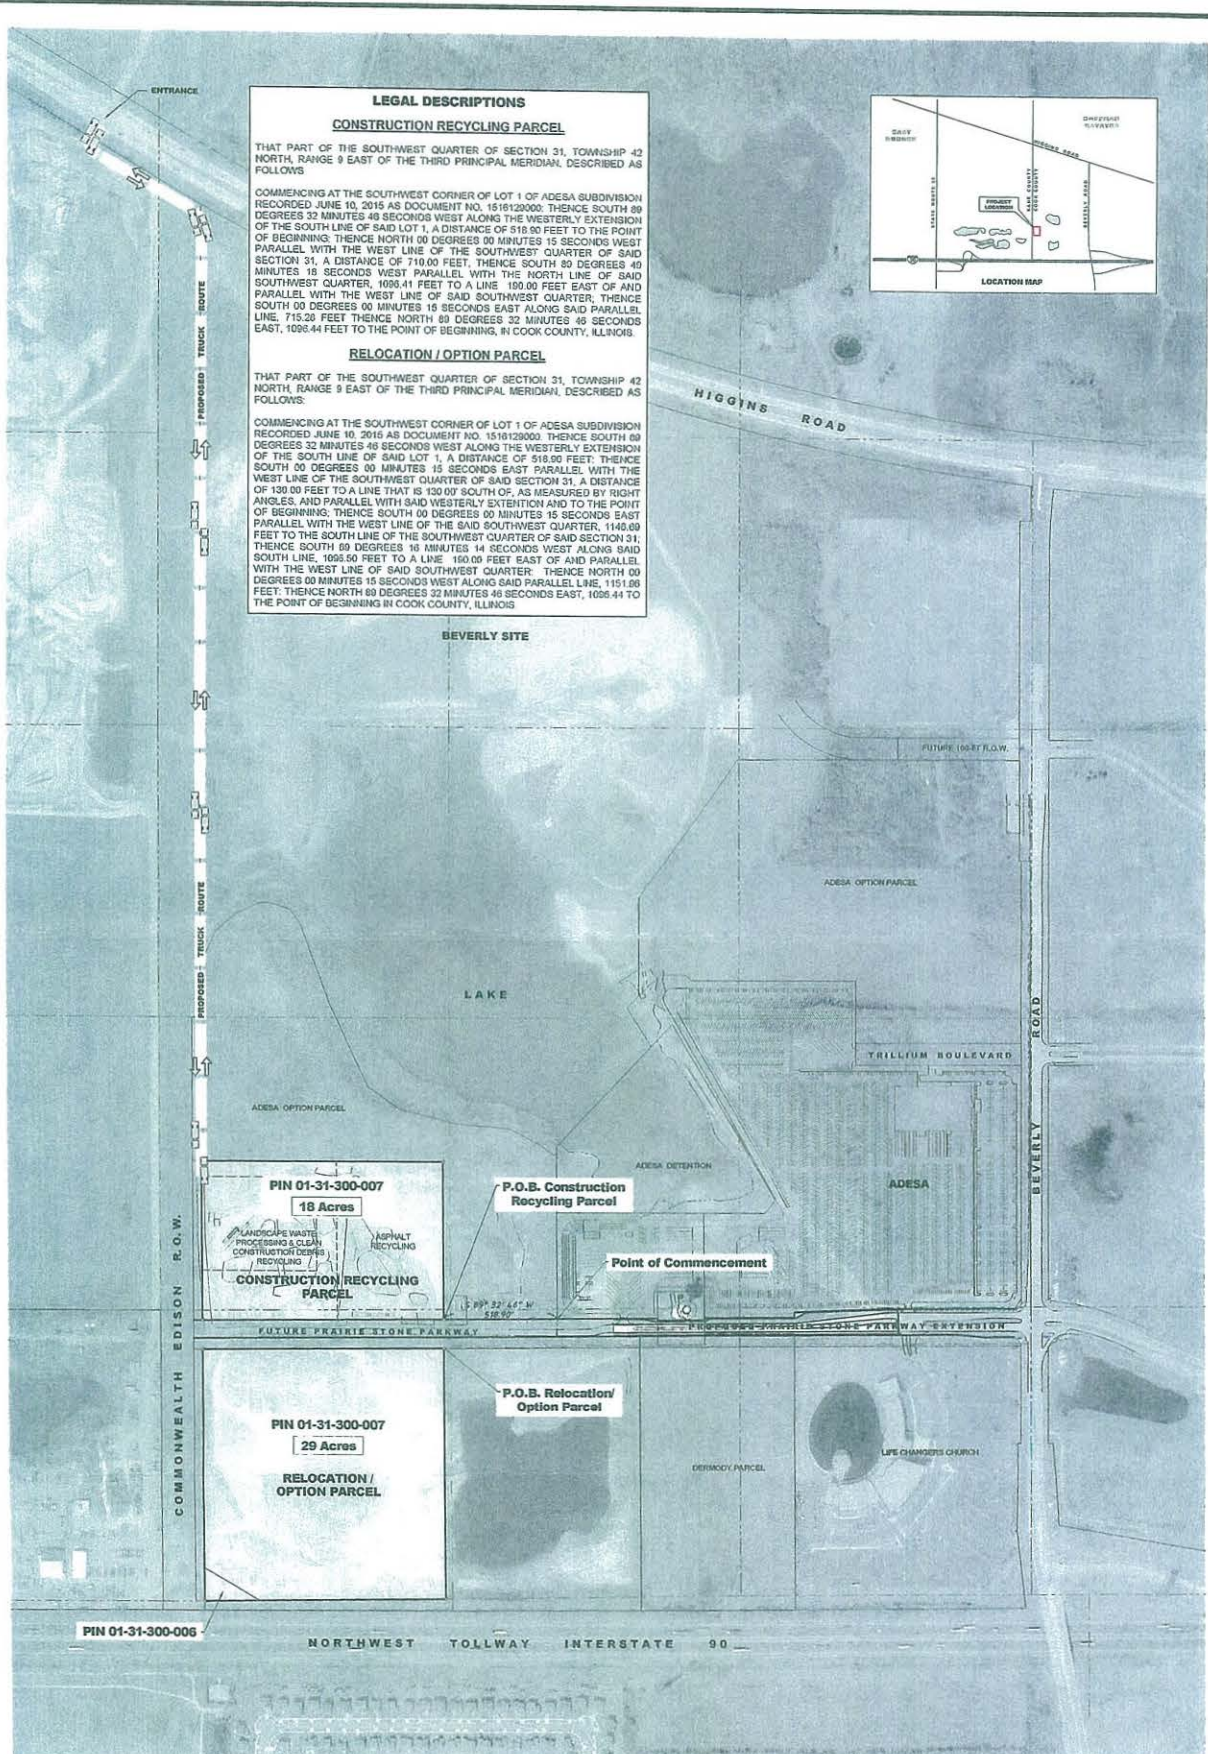 ENTRANCE
LEGAL DESCRIPTIONS
CONSTRUCTION RECYCLING PARCEL
THAT PART OF THE SOUTHWEST QUARTER OF SECTION 31, TOWNSHIP 42
NORTH, RANGE 9 EAST OF THE THIRD PRINCIPAL MERIDIAN, DESCRIBED AS
FOLLOWS
COMMENCING AT THE SOUTHWEST CORNER OF LOT 1 OF ADESA SUBDIVISION
RECORDED JUNE 10, 2015 AS DOCUMENT NO. 1516129000; THENCE SOUTH 89
DEGREES 32 MINUTES 46 SECONDS WEST ALONG THE WESTERLY EXTENSION
OF THE SOUTH LINE OF SAID LOT 1, A DISTANCE OF 518.90 FEET TO THE POINT
OF BEGINNING; THENCE NORTH 00 DEGREES 00 MINUTES 15 SECONDS WEST
PARALLEL WITH THE WEST LINE OF THE SOUTHWEST QUARTER OF SAID
SECTION 31, A DISTANCE OF 710.00 FEET, THENCE SOUTH 89 DEGREES 49
MINUTES 18 SECONDS WEST PARALLEL WITH THE NORTH LINE OF SAID
SOUTHWEST QUARTER, 1096.41 FEET TO A LINE 190.00 FEET EAST OF AND
PARALLEL WITH THE WEST LINE OF SAID SOUTHWEST QUARTER; THENCE
SOUTH 00 DEGREES 00 MINUTES 15 SECONDS EAST ALONG SAID PARALLEL
LINE, 715.28 FEET THENCE NORTH 89 DEGREES 32 MINUTES 46 SECONDS
EAST, 1096.44 FEET TO THE POINT OF BEGINNING, IN COOK COUNTY, ILLINOIS.
RELOCATION / OPTION PARCEL
THAT PART OF THE SOUTHWEST QUARTER OF SECTION 31, TOWNSHIP 42
NORTH, RANGE 9 EAST OF THE THIRD PRINCIPAL MERIDIAN, DESCRIBED AS
FOLLOWS:
COMMENCING AT THE SOUTHWEST CORNER OF LOT 1 OF ADESA SUBDIVISION
RECORDED JUNE 10, 2015 AS DOCUMENT NO. 1516129000. THENCE SOUTH 89
DEGREES 32 MINUTES 46 SECONDS WEST ALONG THE WESTERLY EXTENSION
OF THE SOUTH LINE OF SAID LOT 1, A DISTANCE OF 518.90 FEET; THENCE
SOUTH 00 DEGREES 00 MINUTES 15 SECONDS EAST PARALLEL WITH THE
WEST LINE OF THE SOUTHWEST QUARTER OF SAID SECTION 31, A DISTANCE
OF 130.00 FEET TO A LINE THAT IS 130.00' SOUTH OF, AS MEASURED BY RIGHT
ANGLES, AND PARALLEL WITH SAID WESTERLY EXTENTION AND TO THE POINT
OF BEGINNING; THENCE SOUTH 00 DEGREES 00 MINUTES 15 SECONDS EAST
PARALLEL WITH THE WEST LINE OF THE SAID SOUTHWEST QUARTER, 1146.69
FEET TO THE SOUTH LINE OF THE SOUTHWEST QUARTER OF SAID SECTION 31;
THENCE SOUTH 89 DEGREES 16 MINUTES 14 SECONDS WEST ALONG SAID
SOUTH LINE, 1096.50 FEET TO A LINE 190.00 FEET EAST OF AND PARALLEL
WITH THE WEST LINE OF SAID SOUTHWEST QUARTER; THENCE NORTH 00
DEGREES 00 MINUTES 15 SECONDS WEST ALONG SAID PARALLEL LINE, 1151.96
FEET: THENCE NORTH 89 DEGREES 32 MINUTES 46 SECONDS EAST, 1096.44 TO
THE POINT OF BEGINNING IN COOK COUNTY, ILLINOIS
EAST
HIGGINS ROAD
STATE ROUTE
KANE COUNTY
COOK COUNTY
BEVERLY ROAD
PROJECT
LOCATION
LOCATION MAP
PROPOSED TRUCK ROUTE
HIGGINS ROAD
BEVERLY SITE
FUTURE 100-FT R.O.W.
ADESA OPTION PARCEL
PROPOSED TRUCK ROUTE
LAKE
BEVERLY ROAD
TRILLIUM BOULEVARD
ADESA OPTION PARCEL
ADESA DETENTION
ADESA
PIN 01-31-300-007
18 Acres
LANDSCAPE WASTE
PROCESSING & CLEAN
CONSTRUCTION DEBRIS
RECYCLING
ASPHALT
RECYCLING
CONSTRUCTION RECYCLING
PARCEL
P.O.B. Construction
Recycling Parcel
Point of Commencement
S 89° 32' 46" W
518.90'
FUTURE PRAIRIE STONE PARKWAY
PROPOSED PRAIRIE STONE PARKWAY EXTENSION
COMMONWEALTH EDISON R.O.W.
P.O.B. Relocation/
Option Parcel
PIN 01-31-300-007
29 Acres
RELOCATION /
OPTION PARCEL
DERMODY PARCEL
LIFE CHANGERS CHURCH
PIN 01-31-300-006
NORTHWEST TOLLWAY INTERSTATE 90